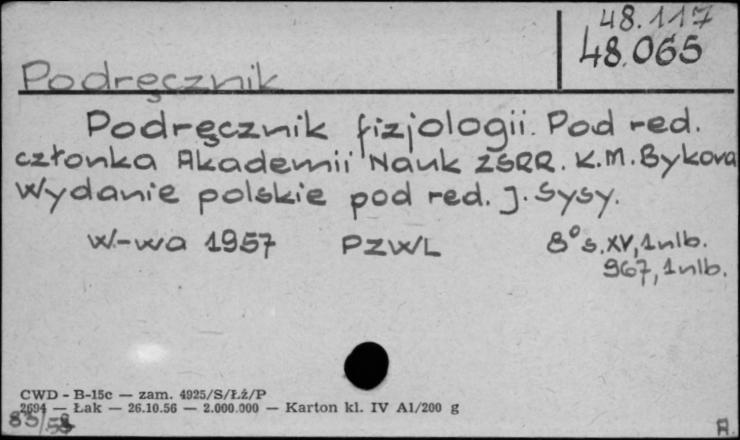 48.117
48.065
Podręcznik
Podręcznik fizjologii. Pod red.
członka Akademii Nauk ZSRR. K.M. Bykova
Wydanie polskie pod red. J. Sysy.
W-wa 1957 PZWL 8° s. XV, 1 nlb.
967, 1 nlb.
CWD - B-15c — zam. 4925/S/Łż/P
2694 — Łak — 26.10.56 — 2.000.000 — Karton kl. IV A1/200 g
83/58
A.